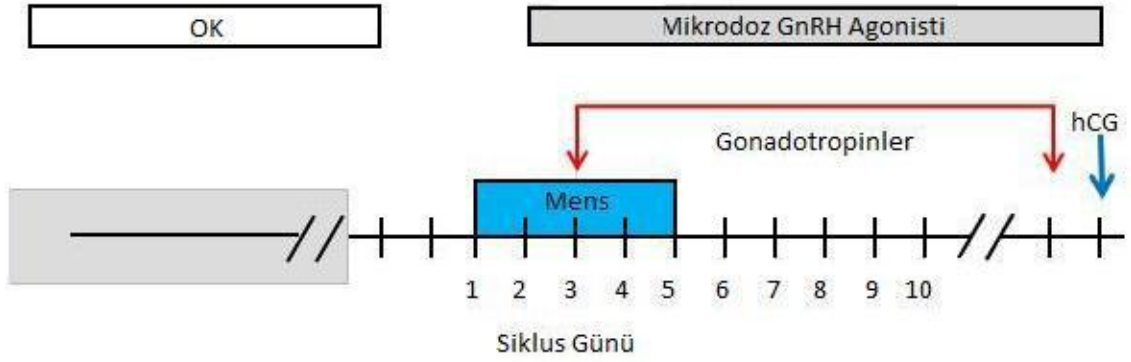 OK
Mikrodoz GnRH Agonisti
hCG
Gonadotropinler
Mens
1 2 3 4 5 6 7 8 9 10
Siklus Günü